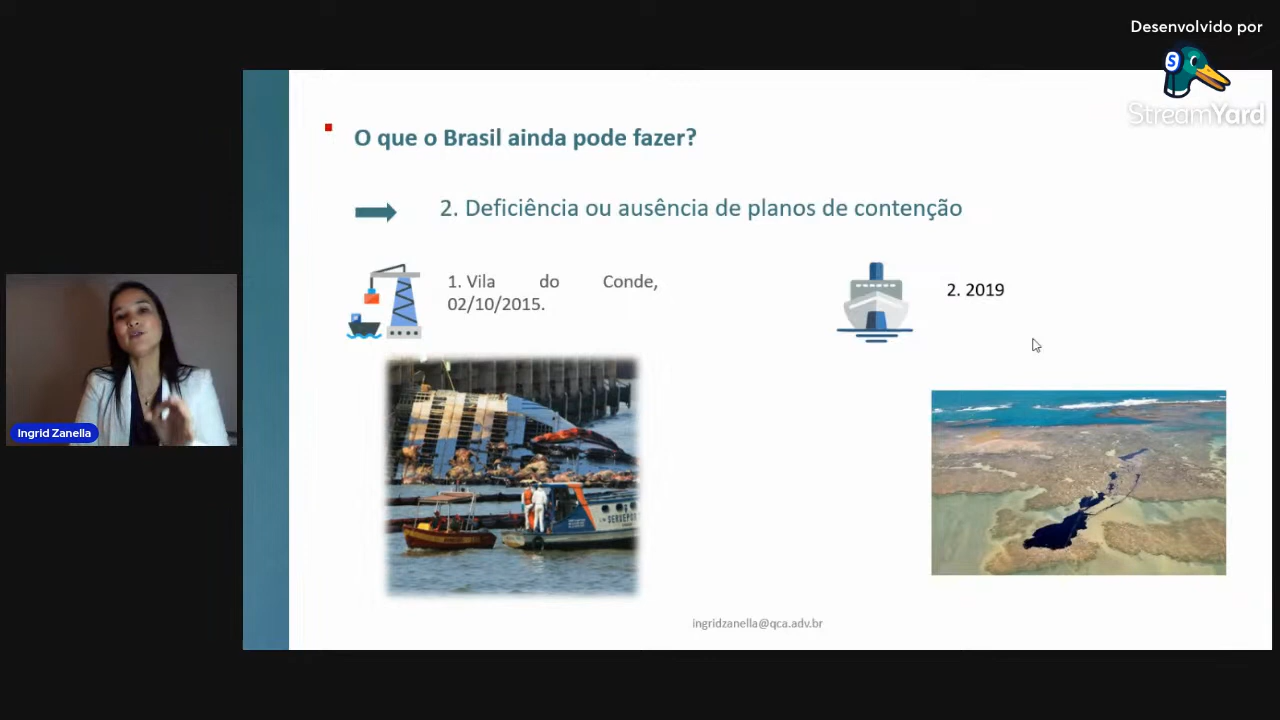 Desenvolvido por
StreamYard
O que o Brasil ainda pode fazer?
2. Deficiência ou ausência de planos de contenção
1. Vila do Conde,
02/10/2015.
2. 2019
Ingrid Zanella
ingridzanella@qca.adv.br